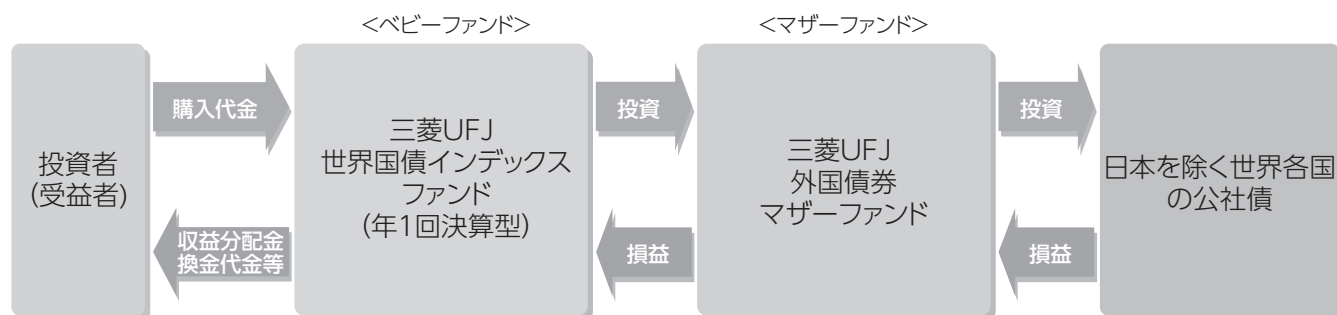 <ベビーファンド>
<マザーファンド>
投資者
(受益者)
購入代金
収益分配金
換金代金等
三菱UFJ
世界国債インデックス
ファンド
(年1回決算型)
投資
損益
三菱UFJ
外国債券
マザーファンド
投資
損益
日本を除く世界各国
の公社債